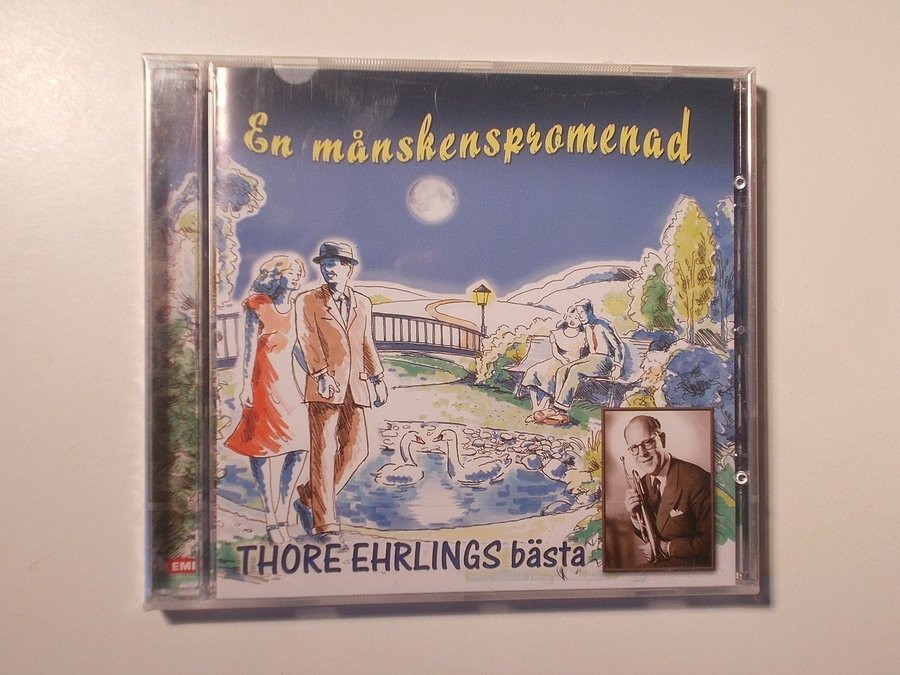 En månskenspromenad
THORE EHRLINGS bästa
EMI